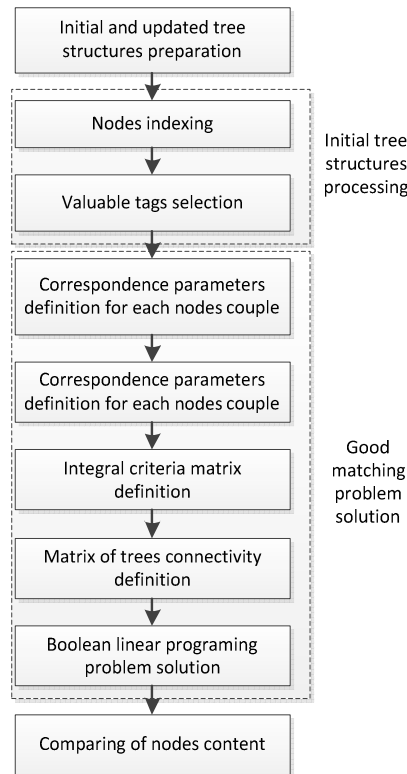 Initial and updated tree
structures preparation
Nodes indexing
Valuable tags selection
Initial tree
structures
processing
Correspondence parameters
definition for each nodes couple
Correspondence parameters
definition for each nodes couple
Integral criteria matrix
definition
Matrix of trees connectivity
definition
Boolean linear programing
problem solution
Good
matching
problem
solution
Comparing of nodes content